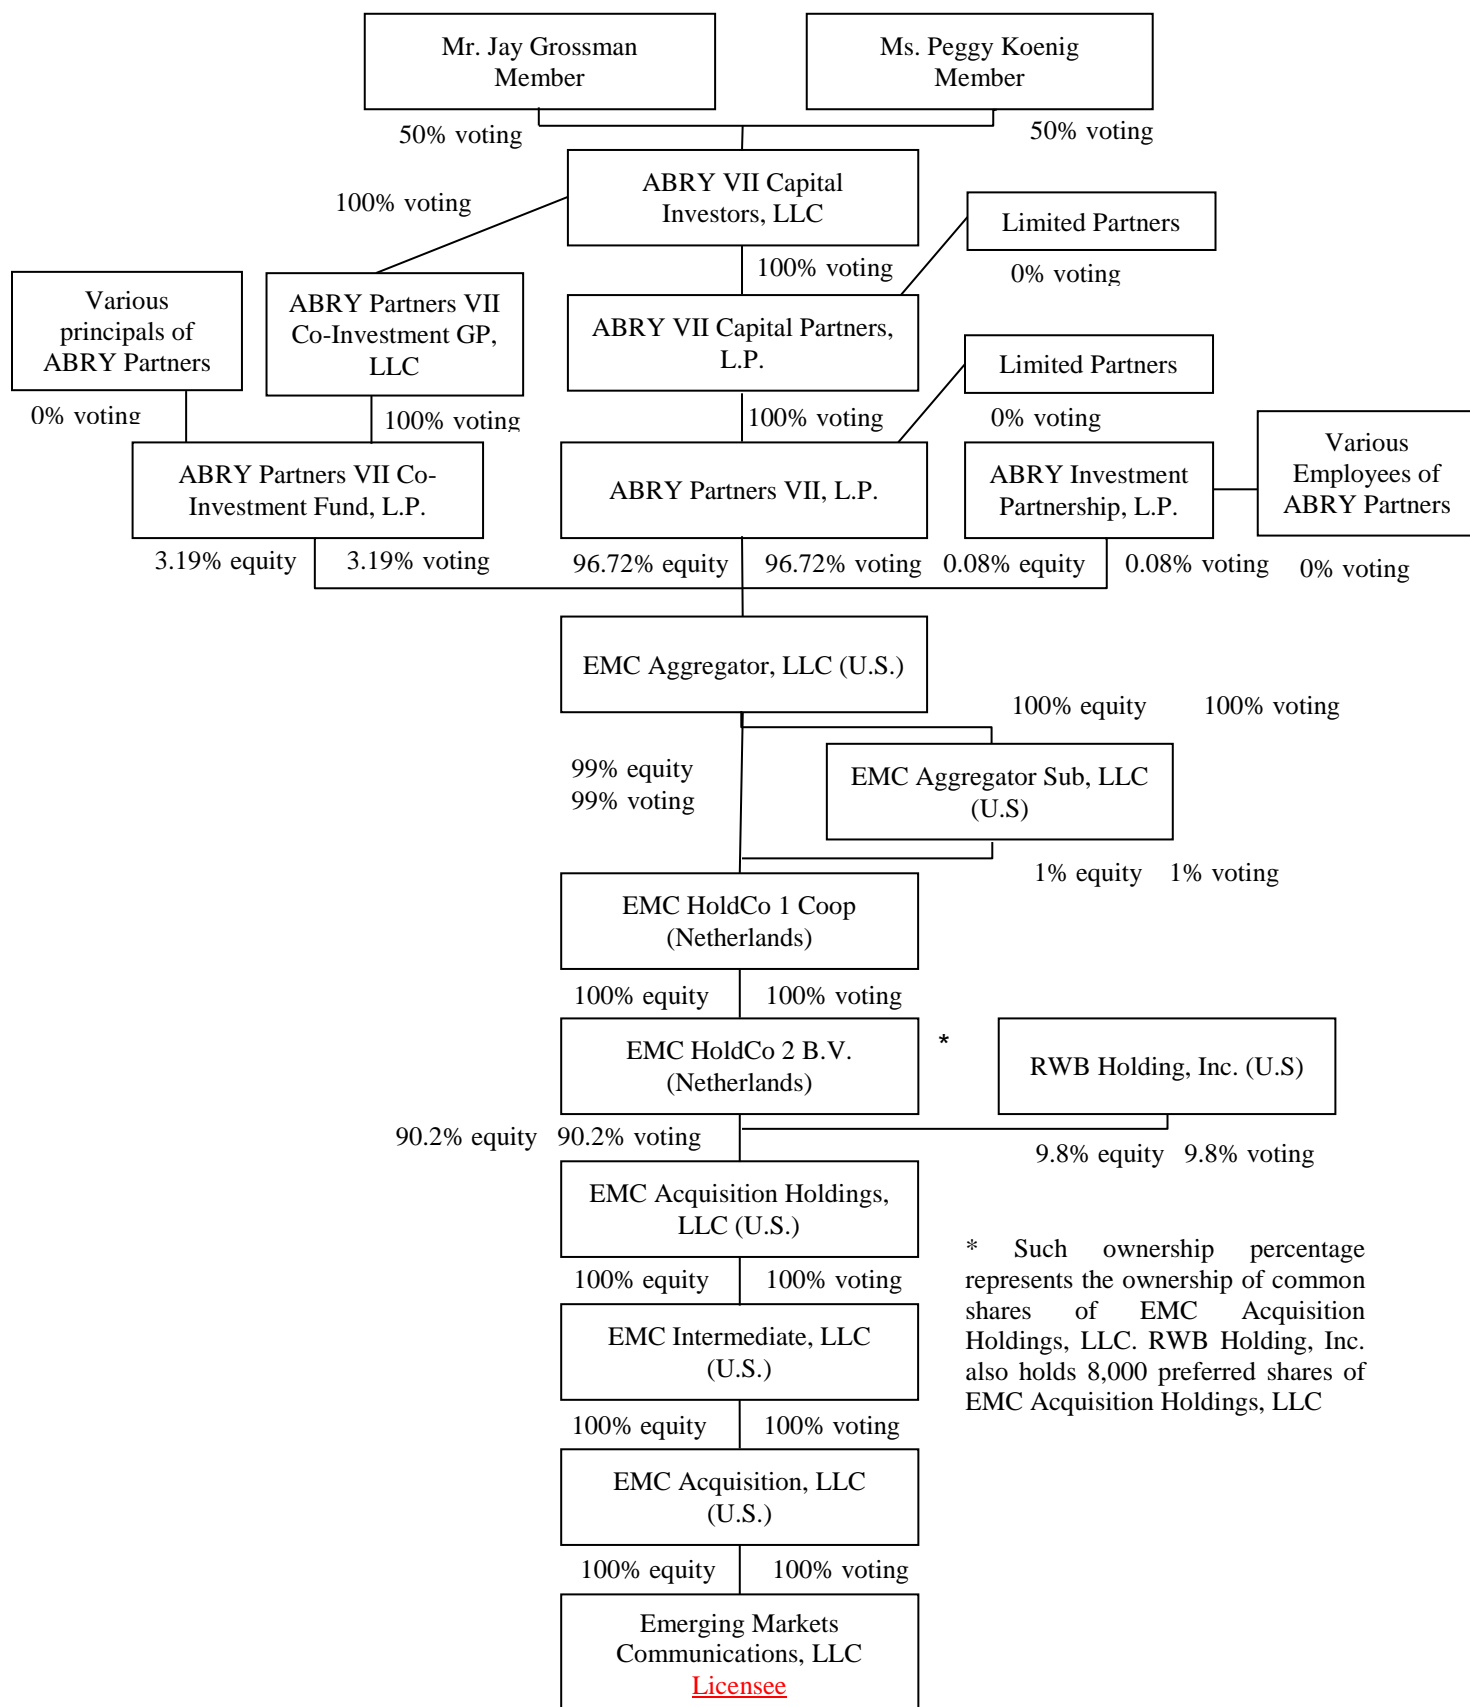 Mr. Jay Grossman
Member
Ms. Peggy Koenig
Member
50% voting
50% voting
ABRY VII Capital
Investors, LLC
100% voting
Limited Partners
100% voting
0% voting
Various
principals of
ABRY Partners
ABRY Partners VII
Co-Investment GP,
LLC
ABRY VII Capital Partners,
L.P.
Limited Partners
0% voting
100% voting
100% voting
0% voting
Various
Employees of
ABRY Partners
ABRY Partners VII Co-
Investment Fund, L.P.
ABRY Partners VII, L.P.
ABRY Investment
Partnership, L.P.
3.19% equity 3.19% voting
96.72% equity 96.72% voting
0.08% equity 0.08% voting
0% voting
EMC Aggregator, LLC (U.S.)
100% equity 100% voting
99% equity
99% voting
EMC Aggregator Sub, LLC
(U.S)
1% equity 1% voting
EMC HoldCo 1 Coop
(Netherlands)
100% equity 100% voting
EMC HoldCo 2 B.V.
(Netherlands)
*
RWB Holding, Inc. (U.S)
90.2% equity 90.2% voting
9.8% equity 9.8% voting
EMC Acquisition Holdings,
LLC (U.S.)
100% equity 100% voting
* Such ownership percentage
represents the ownership of common
shares of EMC Acquisition
Holdings, LLC. RWB Holding, Inc.
also holds 8,000 preferred shares of
EMC Acquisition Holdings, LLC
EMC Intermediate, LLC
(U.S.)
100% equity 100% voting
EMC Acquisition, LLC
(U.S.)
100% equity 100% voting
Emerging Markets
Communications, LLC
Licensee